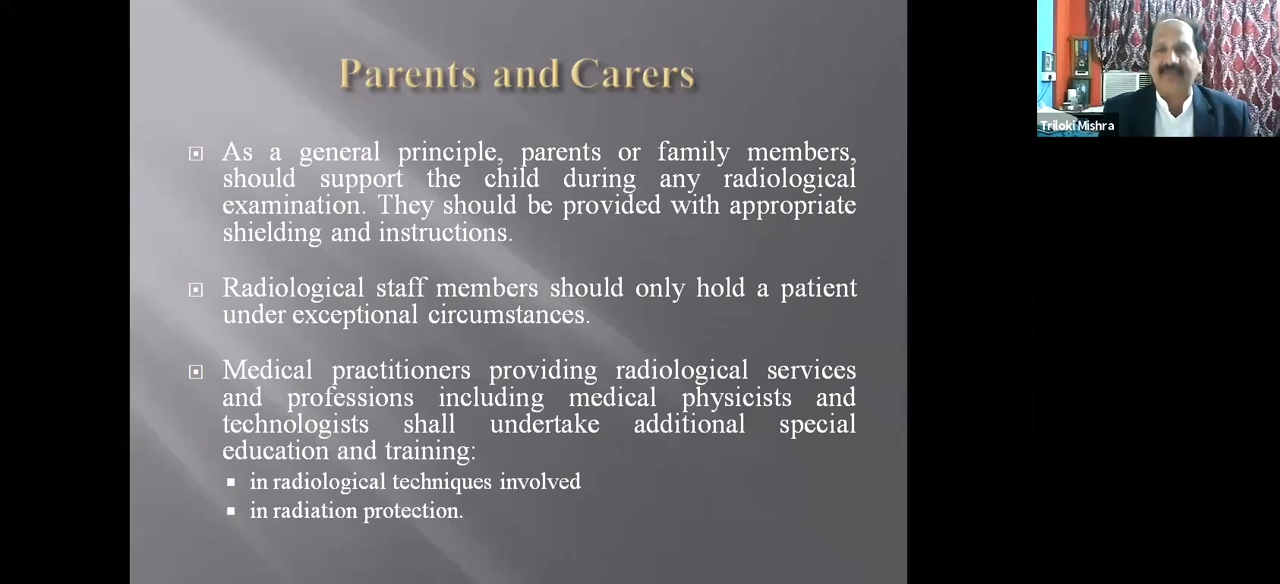 Parents and Carers
As a general principle, parents or family members,
should support the child during any radiological
examination. They should be provided with appropriate
shielding and instructions.
Radiological staff members should only hold a patient
under exceptional circumstances.
Medical practitioners providing radiological services
and professions including medical physicists and
technologists shall undertake additional special
education and training:
in radiological techniques involved
in radiation protection.
Triloki Mishra